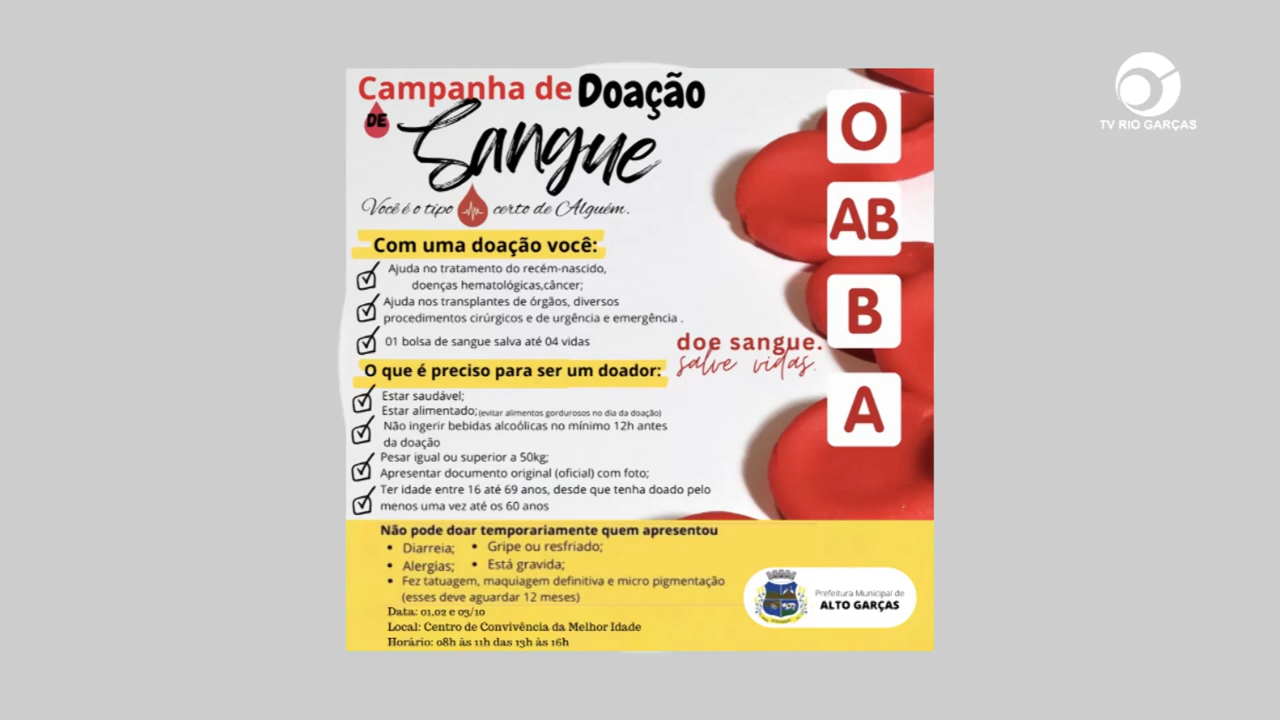 Campanha de Doação
DE
Sangue
Você é o tipo certo de Alguém.
Com uma doação você:
Ajuda no tratamento do recém-nascido,
doenças hematológicas,câncer;
Ajuda nos transplantes de órgãos, diversos
procedimentos cirúrgicos e de urgência e emergência .
01 bolsa de sangue salva até 04 vidas
doe sangue.
salve vidas.
O que é preciso para ser um doador:
Estar saudável;
Estar alimentado;(evitar alimentos gordurosos no dia da doação)
Não ingerir bebidas alcoólicas no mínimo 12h antes
da doação
Pesar igual ou superior a 50kg;
Apresentar documento original (oficial) com foto;
Ter idade entre 16 até 69 anos, desde que tenha doado pelo
menos uma vez até os 60 anos
O
AB
B
A
Não pode doar temporariamente quem apresentou
• Diarreia; • Gripe ou resfriado;
• Alergias; • Está gravida;
• Fez tatuagem, maquiagem definitiva e micro pigmentação
(esses deve aguardar 12 meses)
Data: 01,02 e 03/10
Local: Centro de Convivência da Melhor Idade
Horário: 08h às 11h das 13h às 16h
Prefeitura Municipal de
ALTO GARÇAS
TV RIO GARÇAS